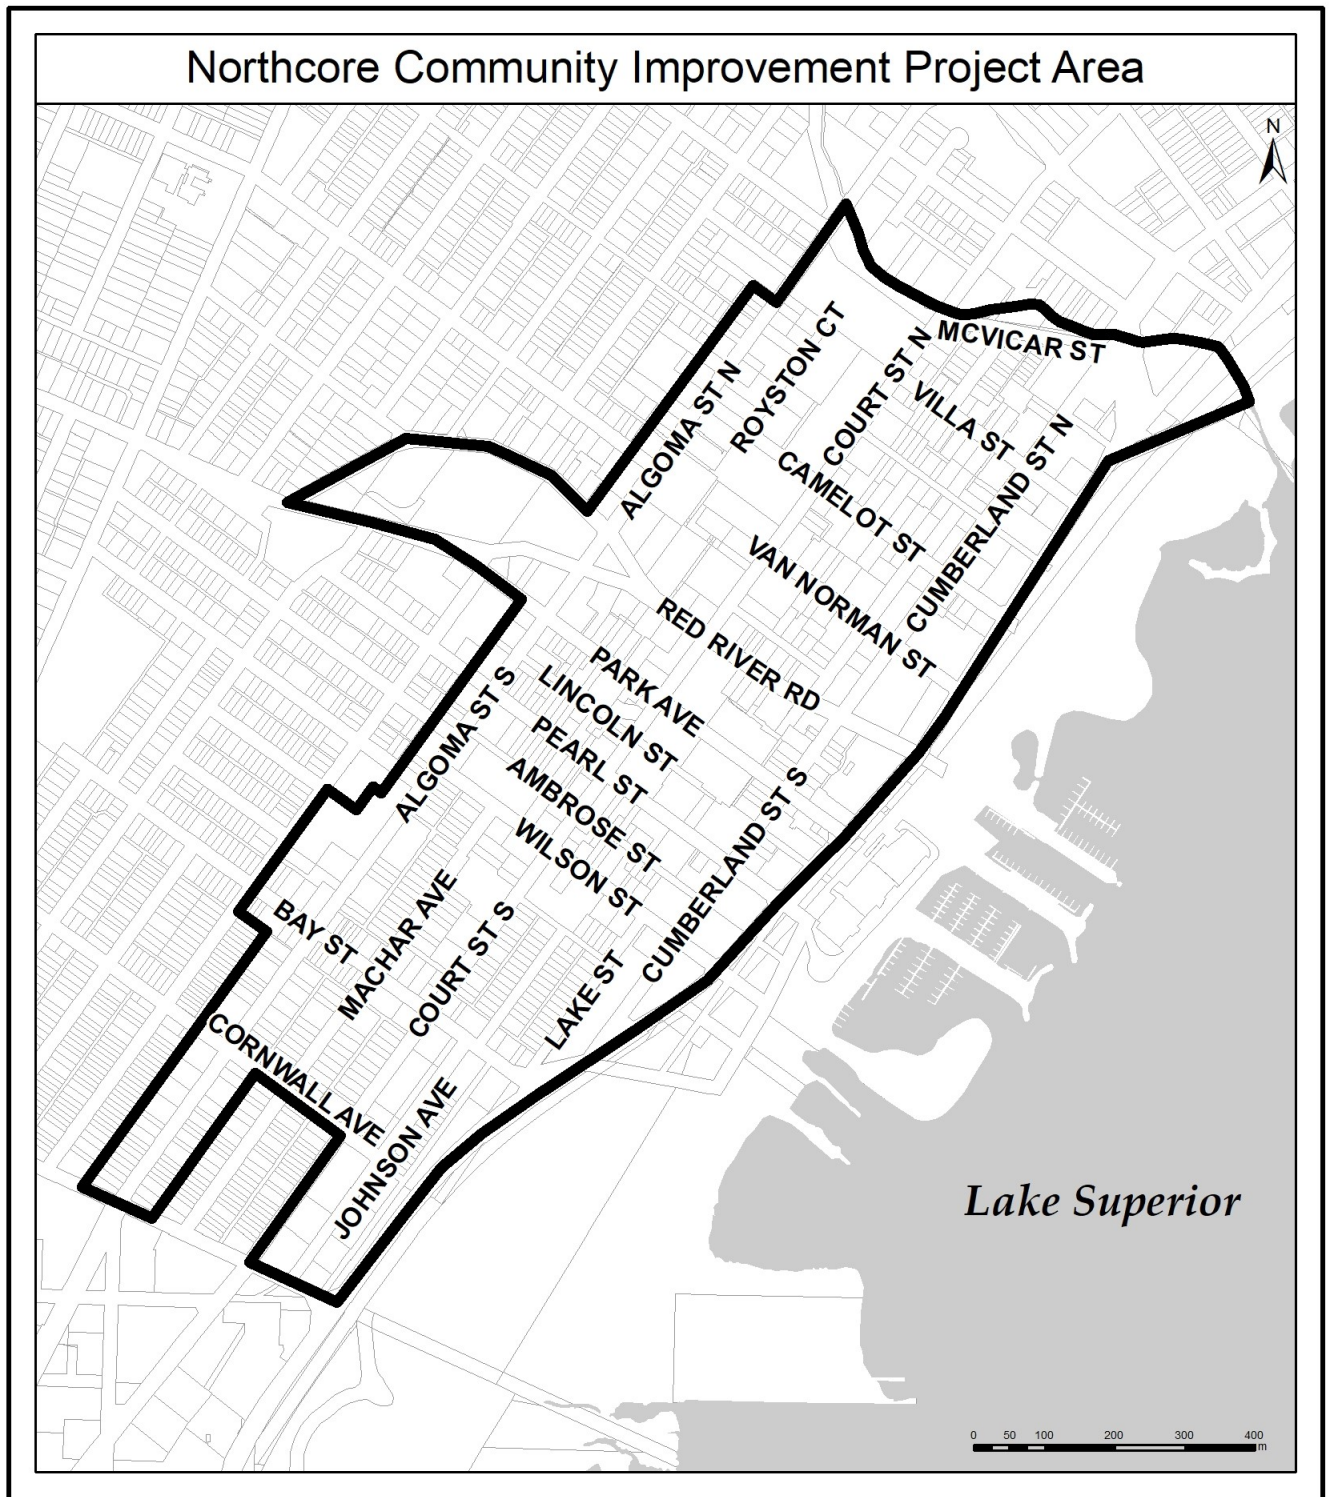 Northcore Community Improvement Project Area
N
MCVICAR ST
ROYSTON CT
COURT ST N
ALGOMA ST N
VILLA ST
CUMBERLAND ST N
CAMELOT ST
VAN NORMAN ST
RED RIVER RD
PARK AVE
LINCOLN ST
ALGOMA ST S
PEARL ST
AMBROSE ST
CUMBERLAND ST S
WILSON ST
BAY ST
MACHAR AVE
COURT ST S
LAKE ST
CORNWALL AVE
JOHNSON AVE
Lake Superior
0 50 100 200 300 400
m